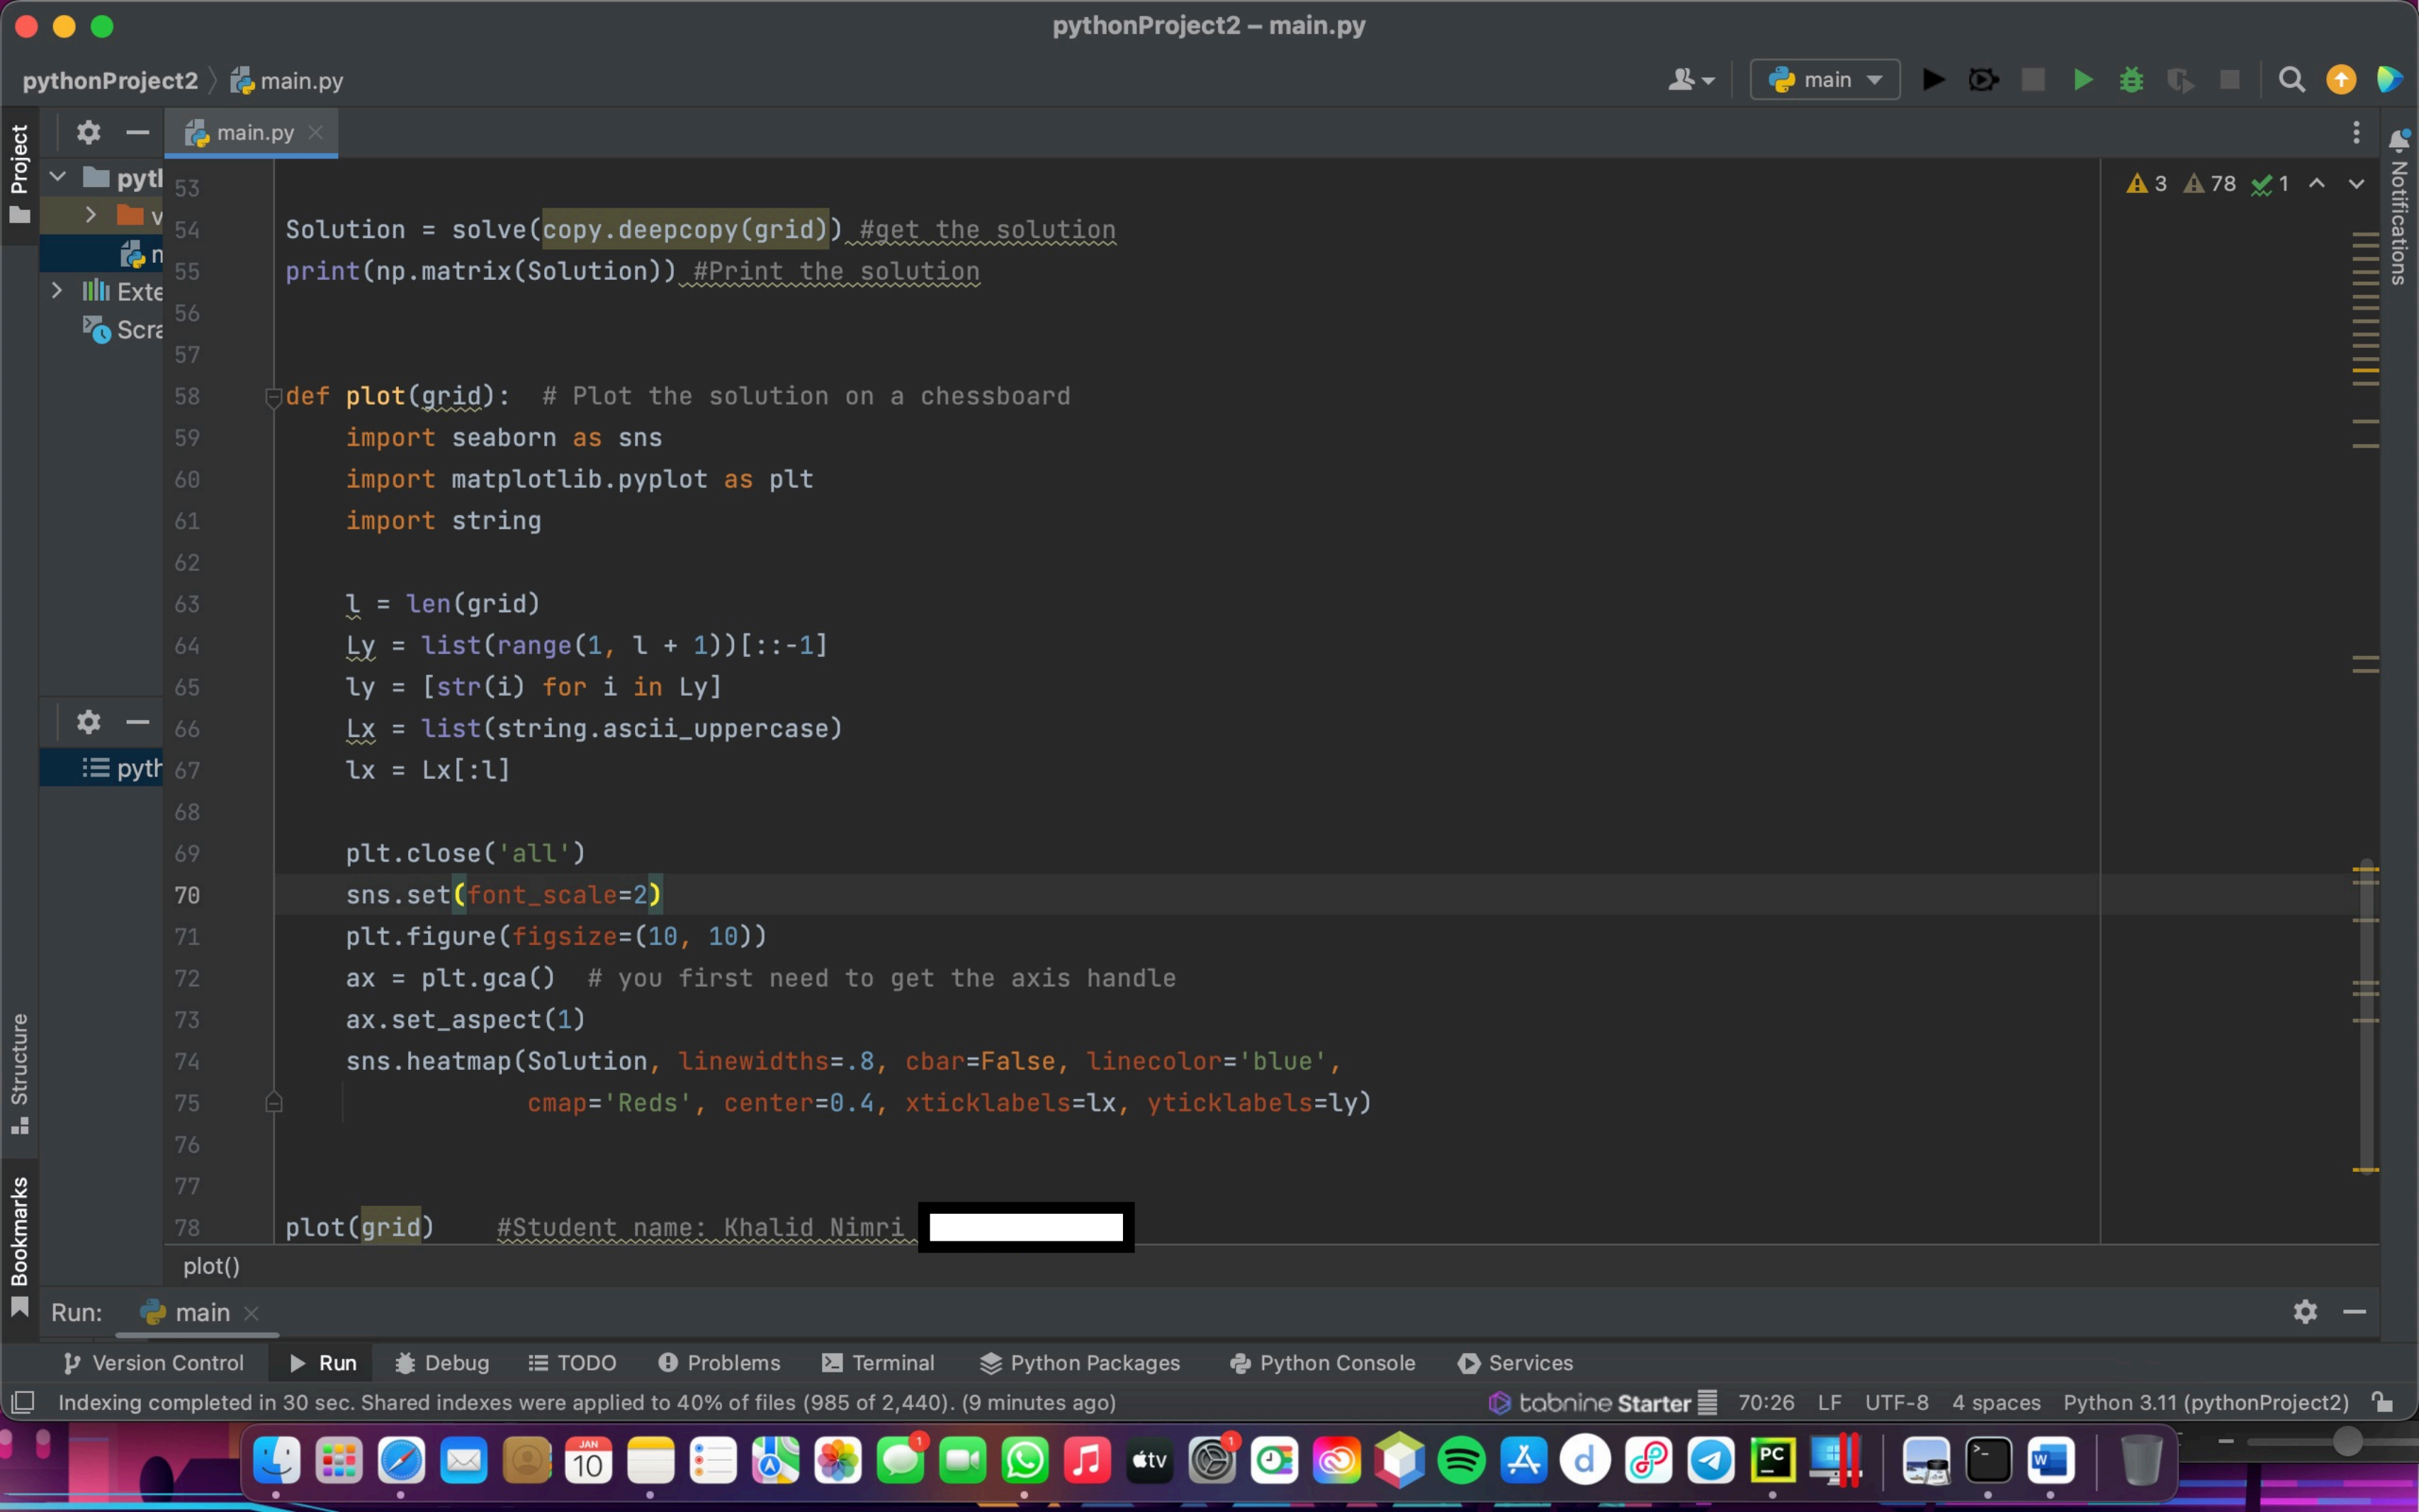 pythonProject2 – main.py
pythonProject2
main.py
main
Project
main.py
3
78
1
Notifications
53
54 Solution = solve(copy.deepcopy(grid)) #get the solution
55 print(np.matrix(Solution)) #Print the solution
56
57
58 def plot(grid):  # Plot the solution on a chessboard
59 import seaborn as sns
60 import matplotlib.pyplot as plt
61 import string
62
63 l = len(grid)
64 Ly = list(range(1, l + 1))[::-1]
65 ly = [str(i) for i in Ly]
66 Lx = list(string.ascii_uppercase)
67 lx = Lx[:l]
68
69 plt.close('all')
70 sns.set(font_scale=2)
71 plt.figure(figsize=(10, 10))
72 ax = plt.gca()  # you first need to get the axis handle
73 ax.set_aspect(1)
74 sns.heatmap(Solution, linewidths=.8, cbar=False, linecolor='blue',
75 cmap='Reds', center=0.4, xticklabels=lx, yticklabels=ly)
76
77
78 plot(grid) #Student name: Khalid Nimri
pyth
v
m
Exte
Scra
pyth
Structure
Bookmarks
plot()
Run:
main
Version Control
Run
Debug
TODO
Problems
Terminal
Python Packages
Python Console
Services
Indexing completed in 30 sec. Shared indexes were applied to 40% of files (985 of 2,440). (9 minutes ago)
tabnine Starter
70:26
LF
UTF-8
4 spaces
Python 3.11 (pythonProject2)
JAN
10
1
tv
1
d
PC
W